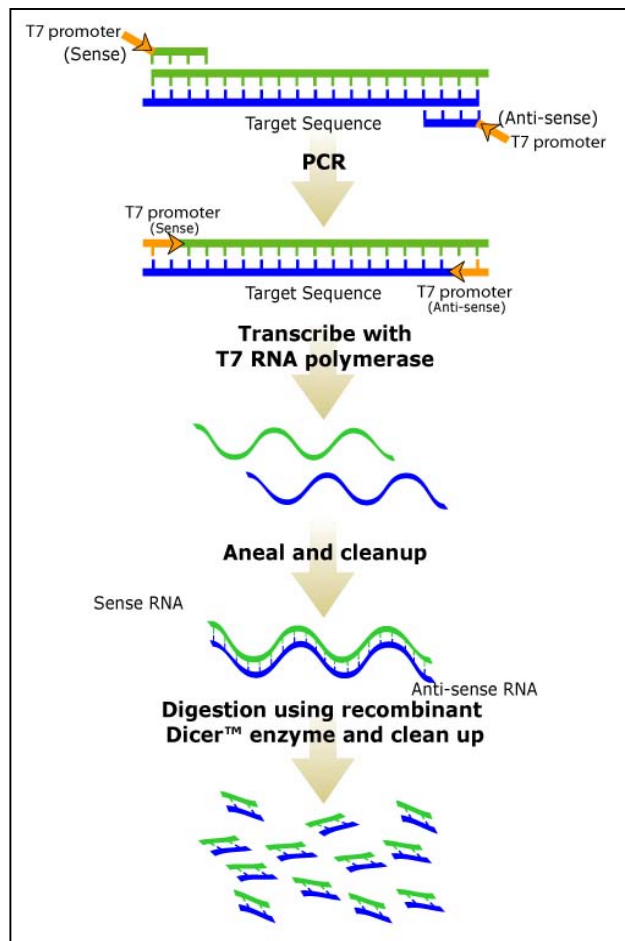 T7 promoter
(Sense)
Target Sequence
(Anti-sense)
T7 promoter
PCR
T7 promoter
(Sense)
Target Sequence
T7 promoter
(Anti-sense)
Transcribe with
T7 RNA polymerase
Aneal and cleanup
Sense RNA
Anti-sense RNA
Digestion using recombinant
Dicer™ enzyme and clean up